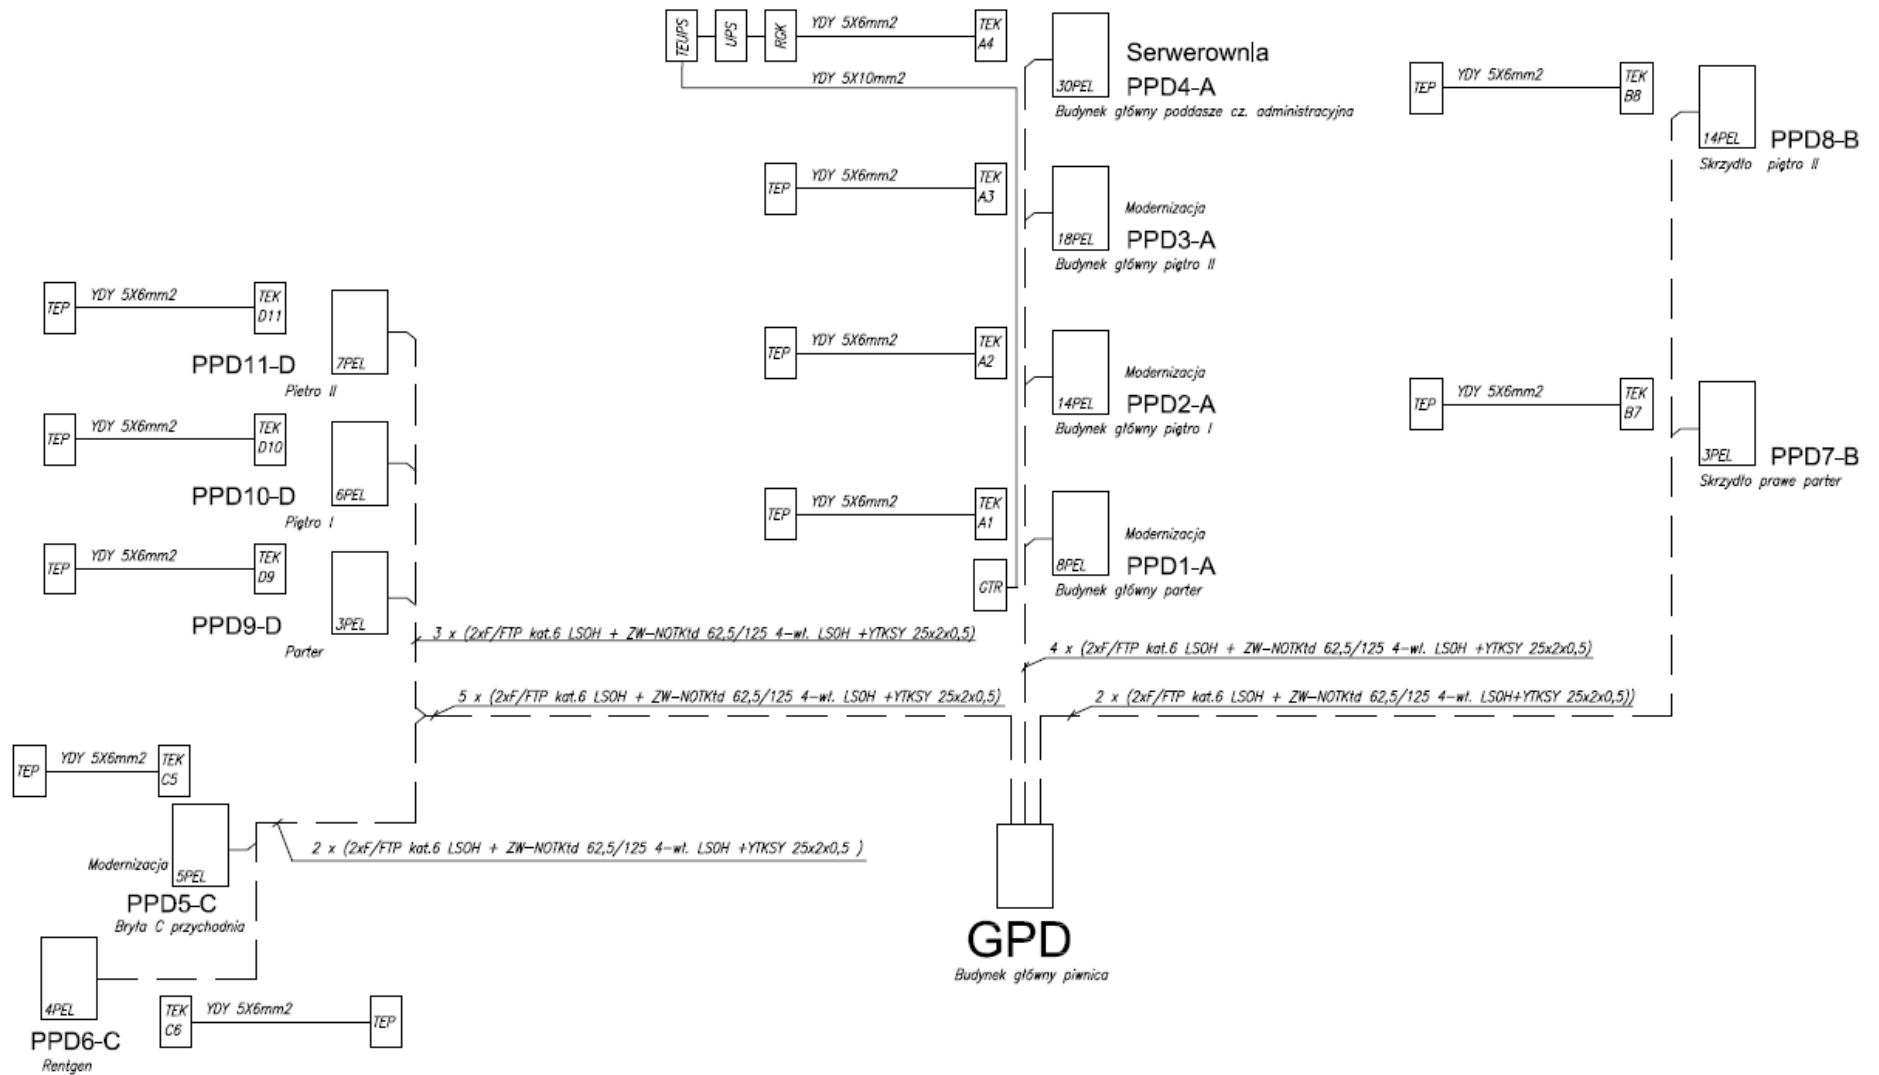 TEUPS
UPS
RGK
YDY 5X6mm2
TEK
A4
YDY 5X10mm2
30PEL
Serwerownia
PPD4-A
Budynek główny poddasze cz. administracyjna
TEP
YDY 5X6mm2
TEK
B8
14PEL
PPD8-B
Skrzydło piętro II
TEP
YDY 5X6mm2
TEK
A3
18PEL
Modernizacja
PPD3-A
Budynek główny piętro II
TEP
YDY 5X6mm2
TEK
D11
7PEL
PPD11-D
Pietro II
TEP
YDY 5X6mm2
TEK
A2
14PEL
Modernizacja
PPD2-A
Budynek główny piętro I
TEP
YDY 5X6mm2
TEK
B7
3PEL
PPD7-B
Skrzydło prawe parter
TEP
YDY 5X6mm2
TEK
D10
6PEL
PPD10-D
Piętro I
TEP
YDY 5X6mm2
TEK
A1
8PEL
Modernizacja
PPD1-A
Budynek główny parter
GTR
TEP
YDY 5X6mm2
TEK
D9
3PEL
PPD9-D
Parter
3 x (2xF/FTP kat.6 LSOH + ZW-NOTKtd 62,5/125 4-wł. LSOH +YTKSY 25x2x0,5)
4 x (2xF/FTP kat.6 LSOH + ZW-NOTKtd 62,5/125 4-wł. LSOH +YTKSY 25x2x0,5)
5 x (2xF/FTP kat.6 LSOH + ZW-NOTKtd 62,5/125 4-wł. LSOH +YTKSY 25x2x0,5)
2 x (2xF/FTP kat.6 LSOH + ZW-NOTKtd 62,5/125 4-wł. LSOH+YTKSY 25x2x0,5))
TEP
YDY 5X6mm2
TEK
C5
2 x (2xF/FTP kat.6 LSOH + ZW-NOTKtd 62,5/125 4-wł. LSOH +YTKSY 25x2x0,5 )
Modernizacja
5PEL
PPD5-C
Bryła C przychodnia
GPD
Budynek główny piwnica
4PEL
PPD6-C
Rentgen
TEK
C6
YDY 5X6mm2
TEP